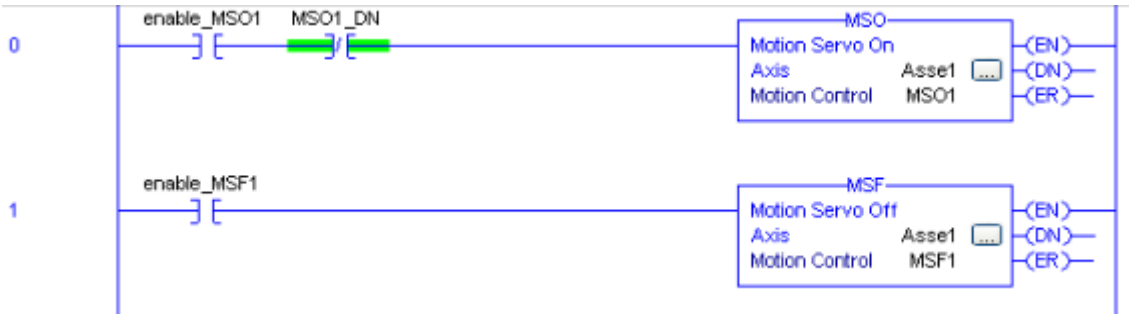 enable_MSO1 MSO1_DN MSO
0 Motion Servo On (EN)
Axis Asse1 ... (DN)
Motion Control MSO1 (ER)
enable_MSF1 MSF
1 Motion Servo Off (EN)
Axis Asse1 ... (DN)
Motion Control MSF1 (ER)